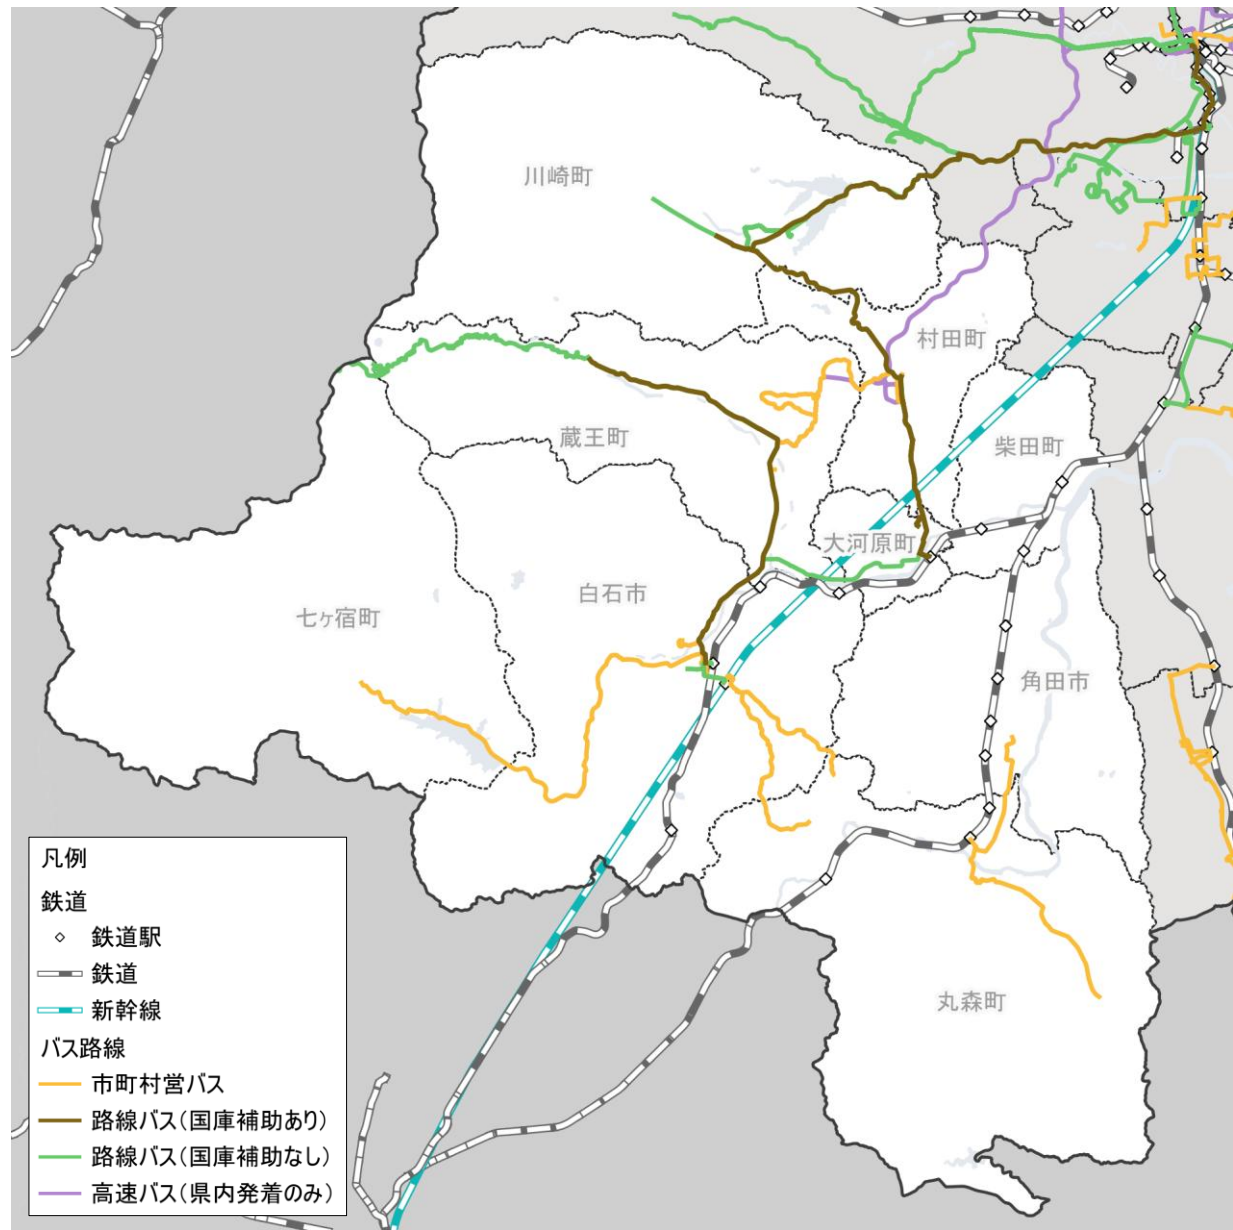 川崎町
村田町
蔵王町
柴田町
大河原町
白石市
七ヶ宿町
角田市
丸森町
凡例
鉄道
鉄道駅
鉄道
新幹線
バス路線
市町村営バス
路線バス(国庫補助あり)
路線バス(国庫補助なし)
高速バス(県内発着のみ)